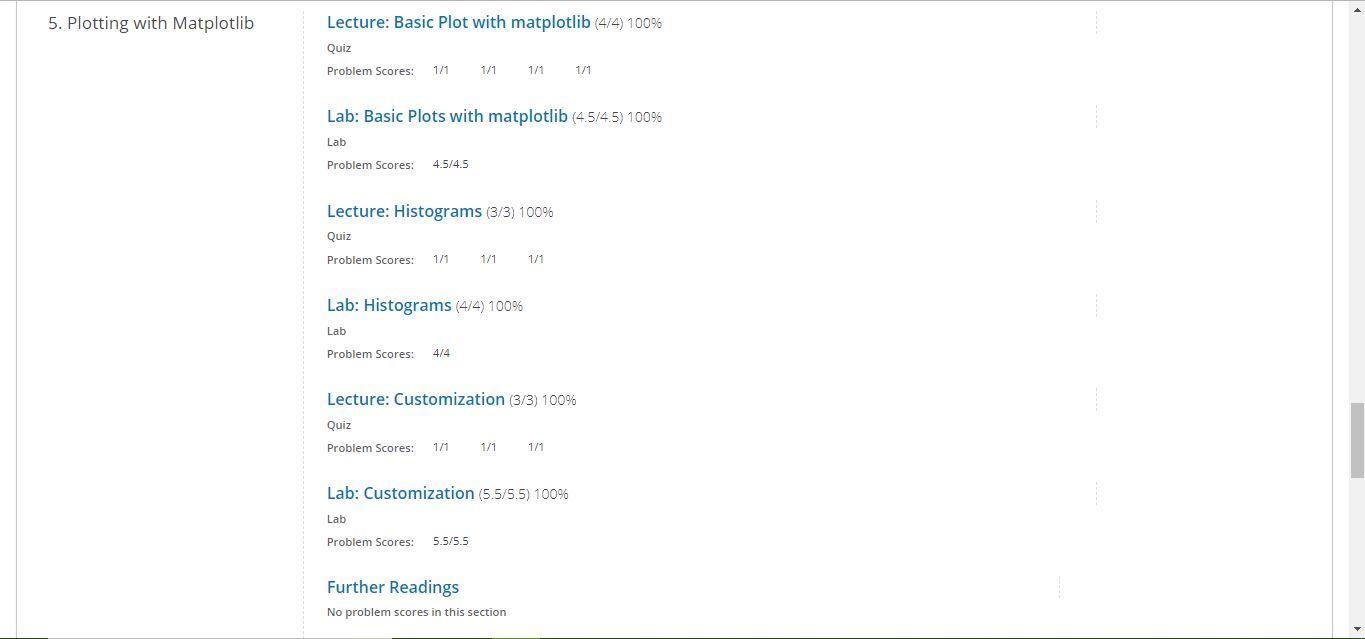 5. Plotting with Matplotlib
Lecture: Basic Plot with matplotlib (4/4) 100%
Quiz
Problem Scores: 1/1 1/1 1/1 1/1
Lab: Basic Plots with matplotlib (4.5/4.5) 100%
Lab
Problem Scores: 4.5/4.5
Lecture: Histograms (3/3) 100%
Quiz
Problem Scores: 1/1 1/1 1/1
Lab: Histograms (4/4) 100%
Lab
Problem Scores: 4/4
Lecture: Customization (3/3) 100%
Quiz
Problem Scores: 1/1 1/1 1/1
Lab: Customization (5.5/5.5) 100%
Lab
Problem Scores: 5.5/5.5
Further Readings
No problem scores in this section